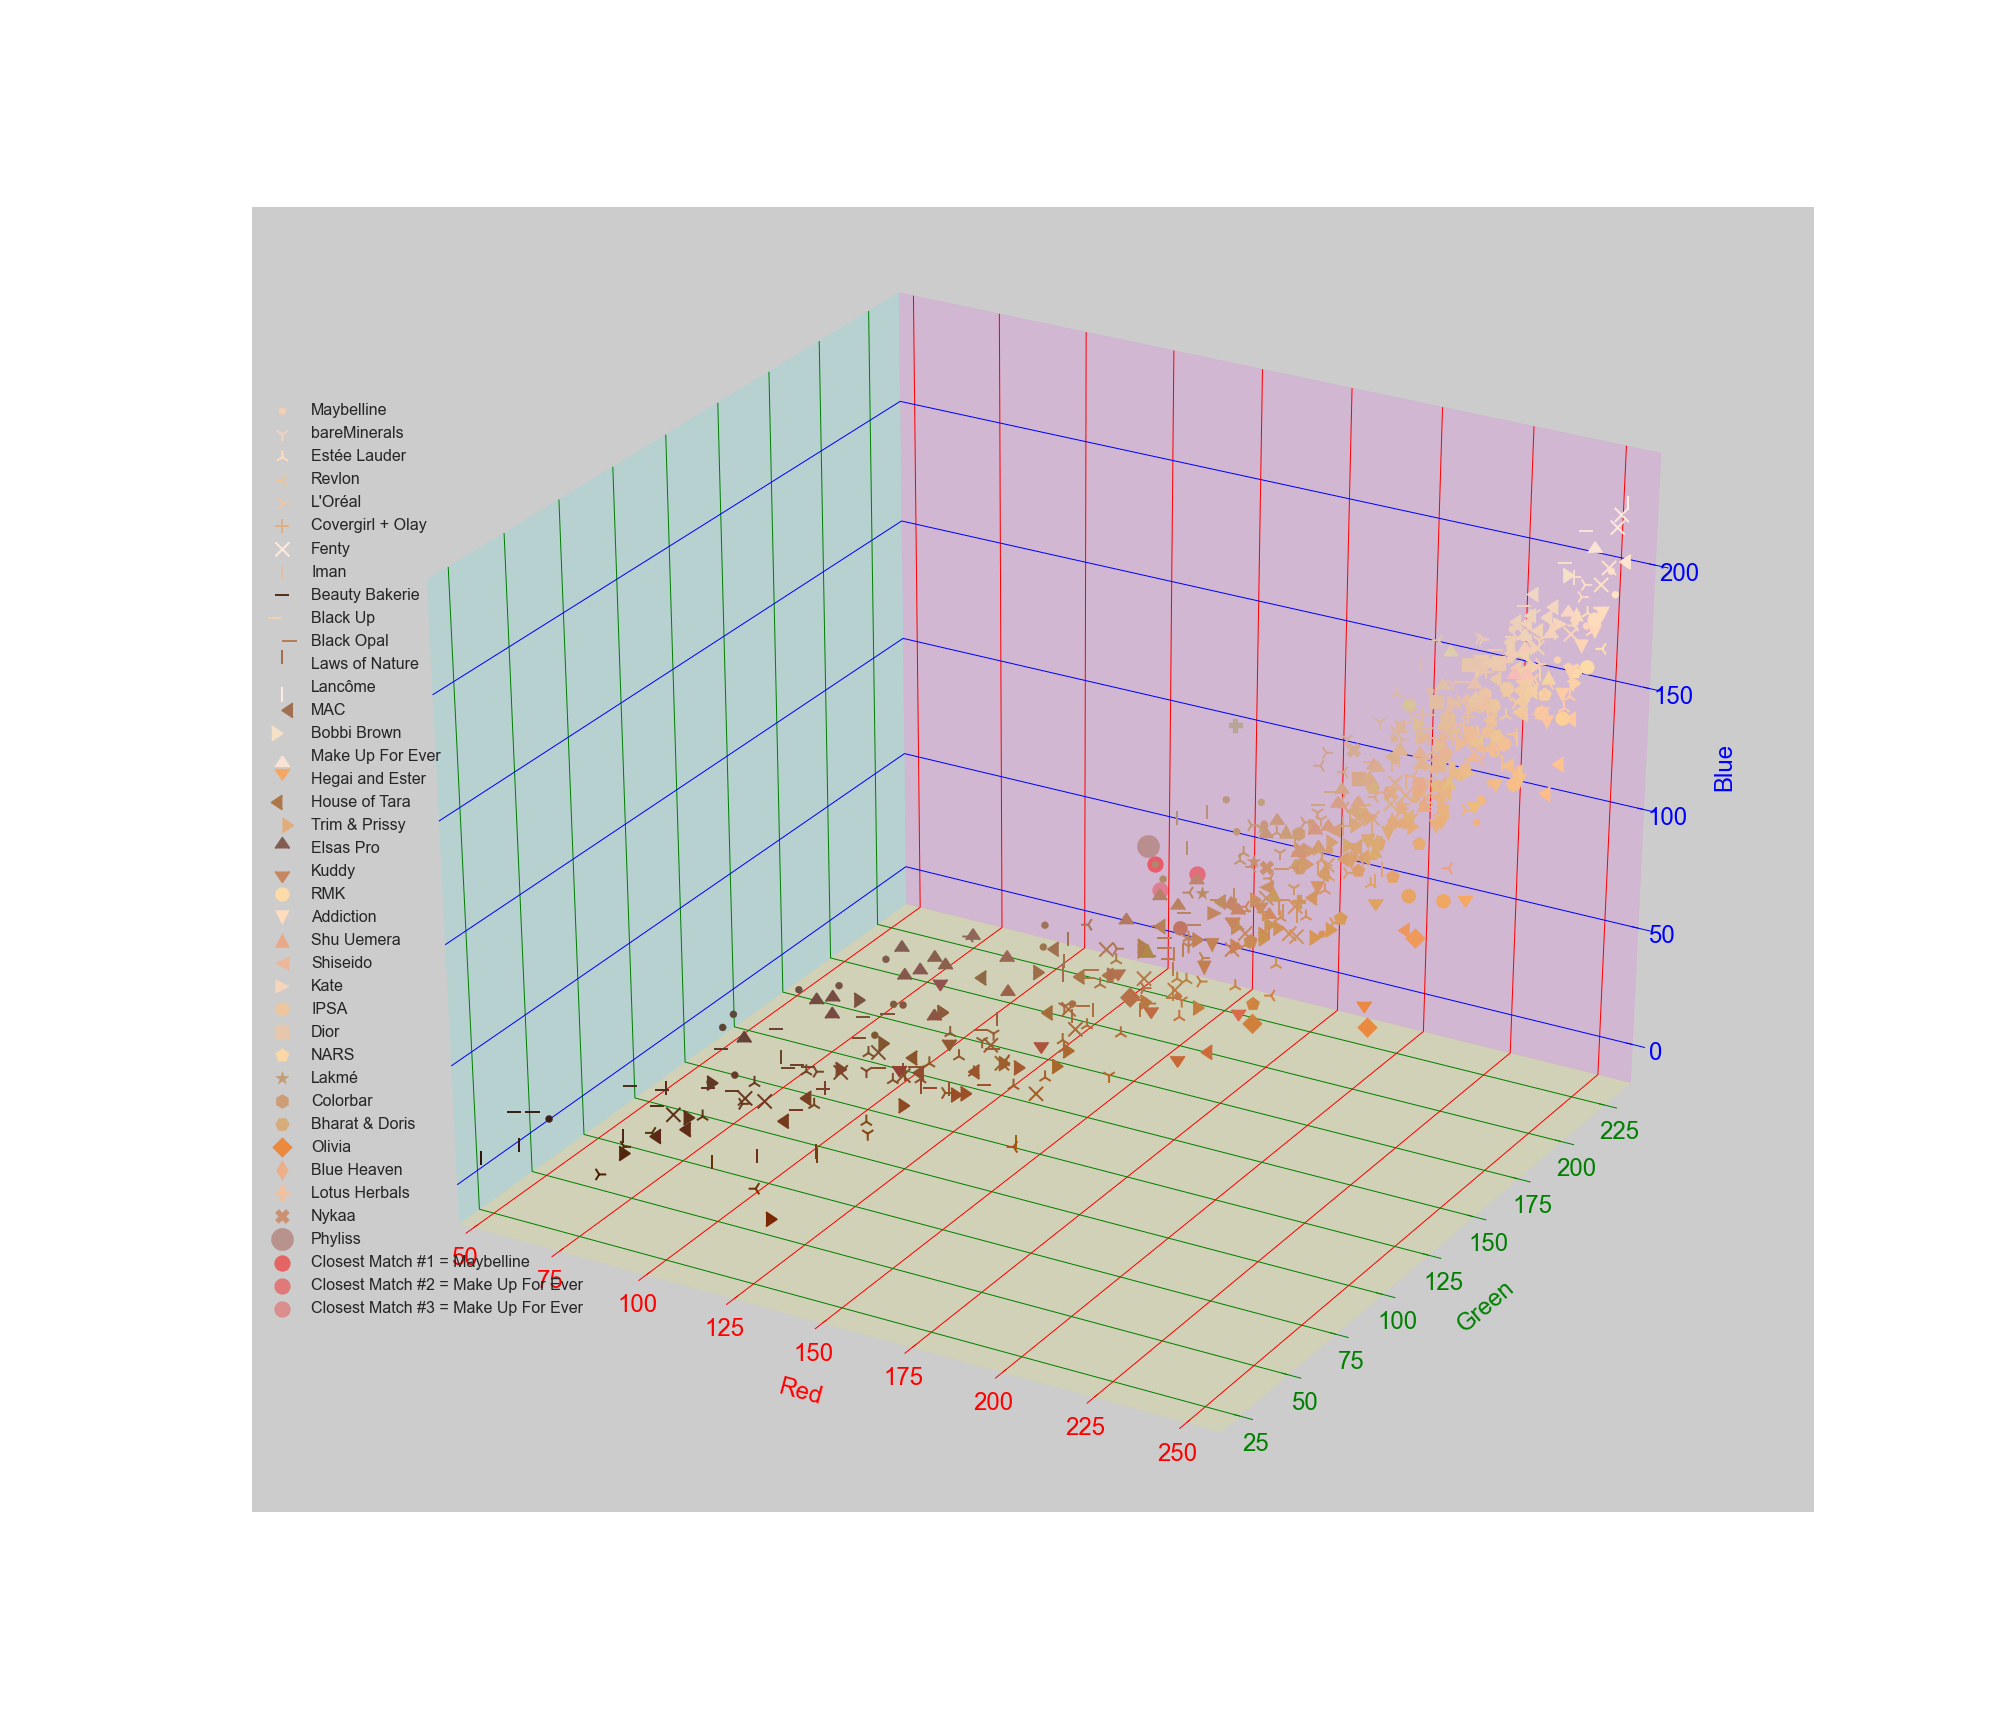 Maybelline
bareMinerals
Estée Lauder
Revlon
L'Oréal
Covergirl + Olay
Fenty
Iman
Beauty Bakerie
Black Up
Black Opal
Laws of Nature
Lancôme
MAC
Bobbi Brown
Make Up For Ever
Hegai and Ester
House of Tara
Trim & Prissy
Elsas Pro
Kuddy
RMK
Addiction
Shu Uemera
Shiseido
Kate
IPSA
Dior
NARS
Lakmé
Colorbar
Bharat & Doris
Olivia
Blue Heaven
Lotus Herbals
Nykaa
Phyliss
Closest Match #1 = Maybelline
Closest Match #2 = Make Up For Ever
Closest Match #3 = Make Up For Ever
50
75
100
125
150
175
200
225
250
Red
25
50
75
100
125
150
175
200
225
Green
0
50
100
150
200
Blue